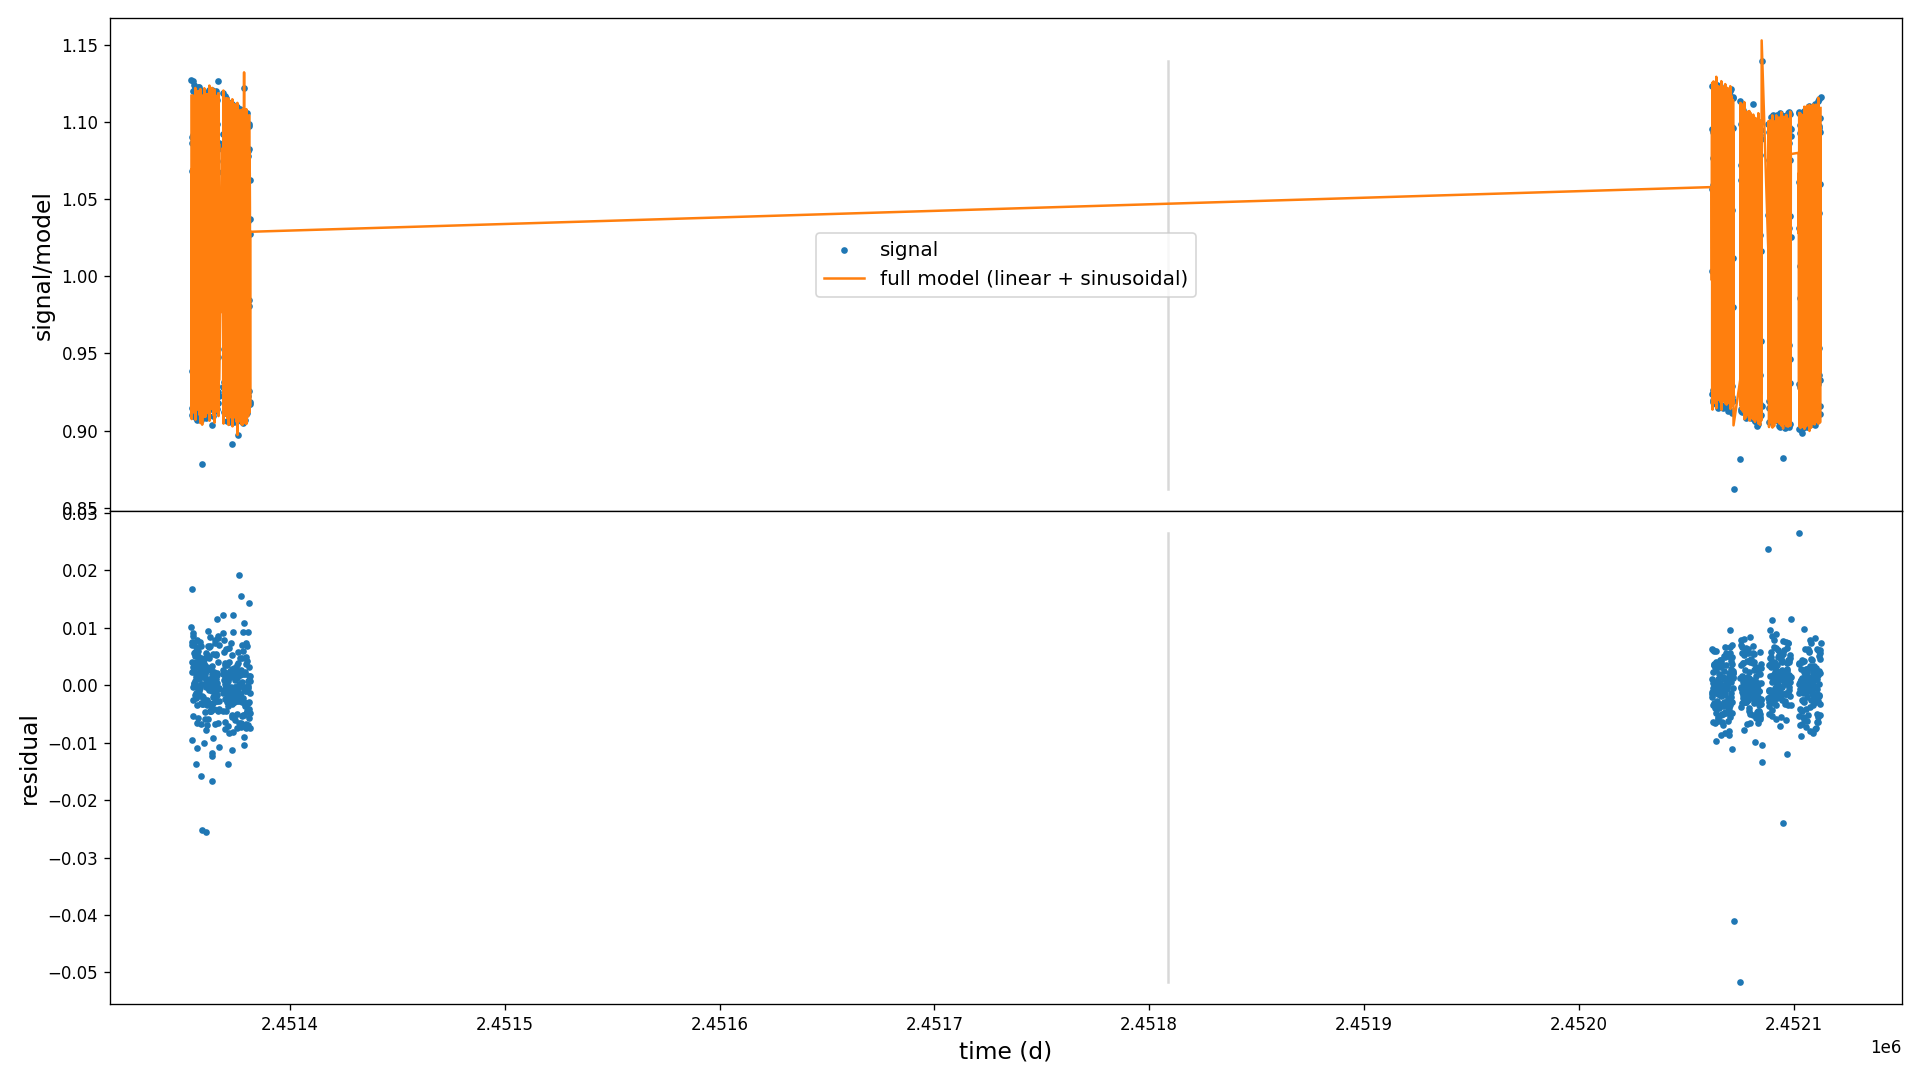 1.15
1.10
1.05
1.00
0.95
0.90
0.85
signal/model
signal
full model (linear + sinusoidal)
0.03
0.02
0.01
0.00
−0.01
−0.02
−0.03
−0.04
−0.05
residual
2.4514 2.4515 2.4516 2.4517 2.4518 2.4519 2.4520 2.4521
1e6
time (d)